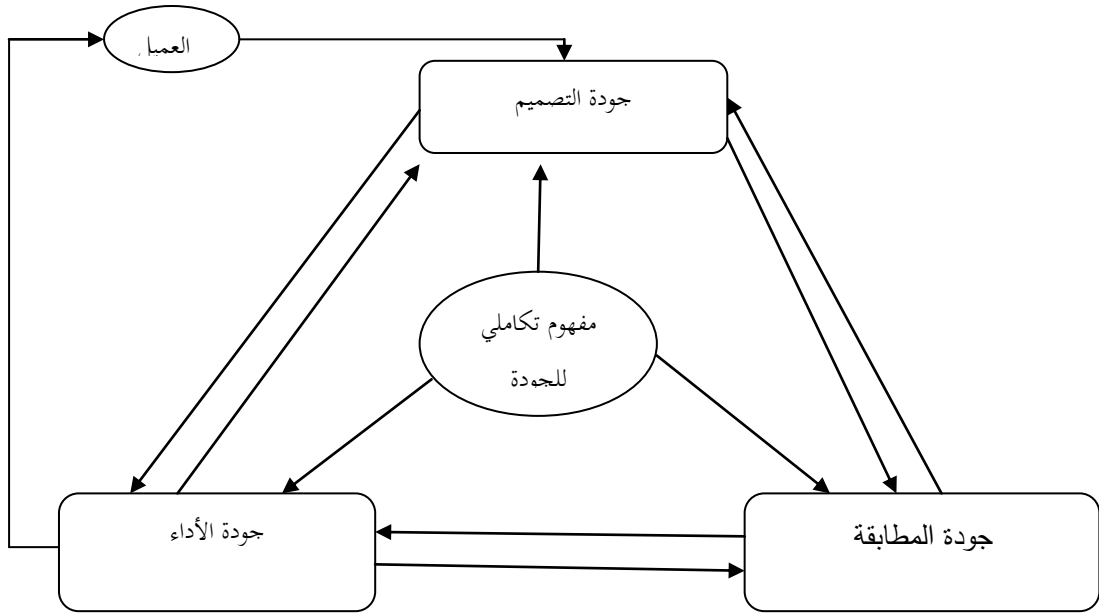 العميل
جودة التصميم
مفهوم تكاملي
للجودة
جودة الأداء
جودة المطابقة